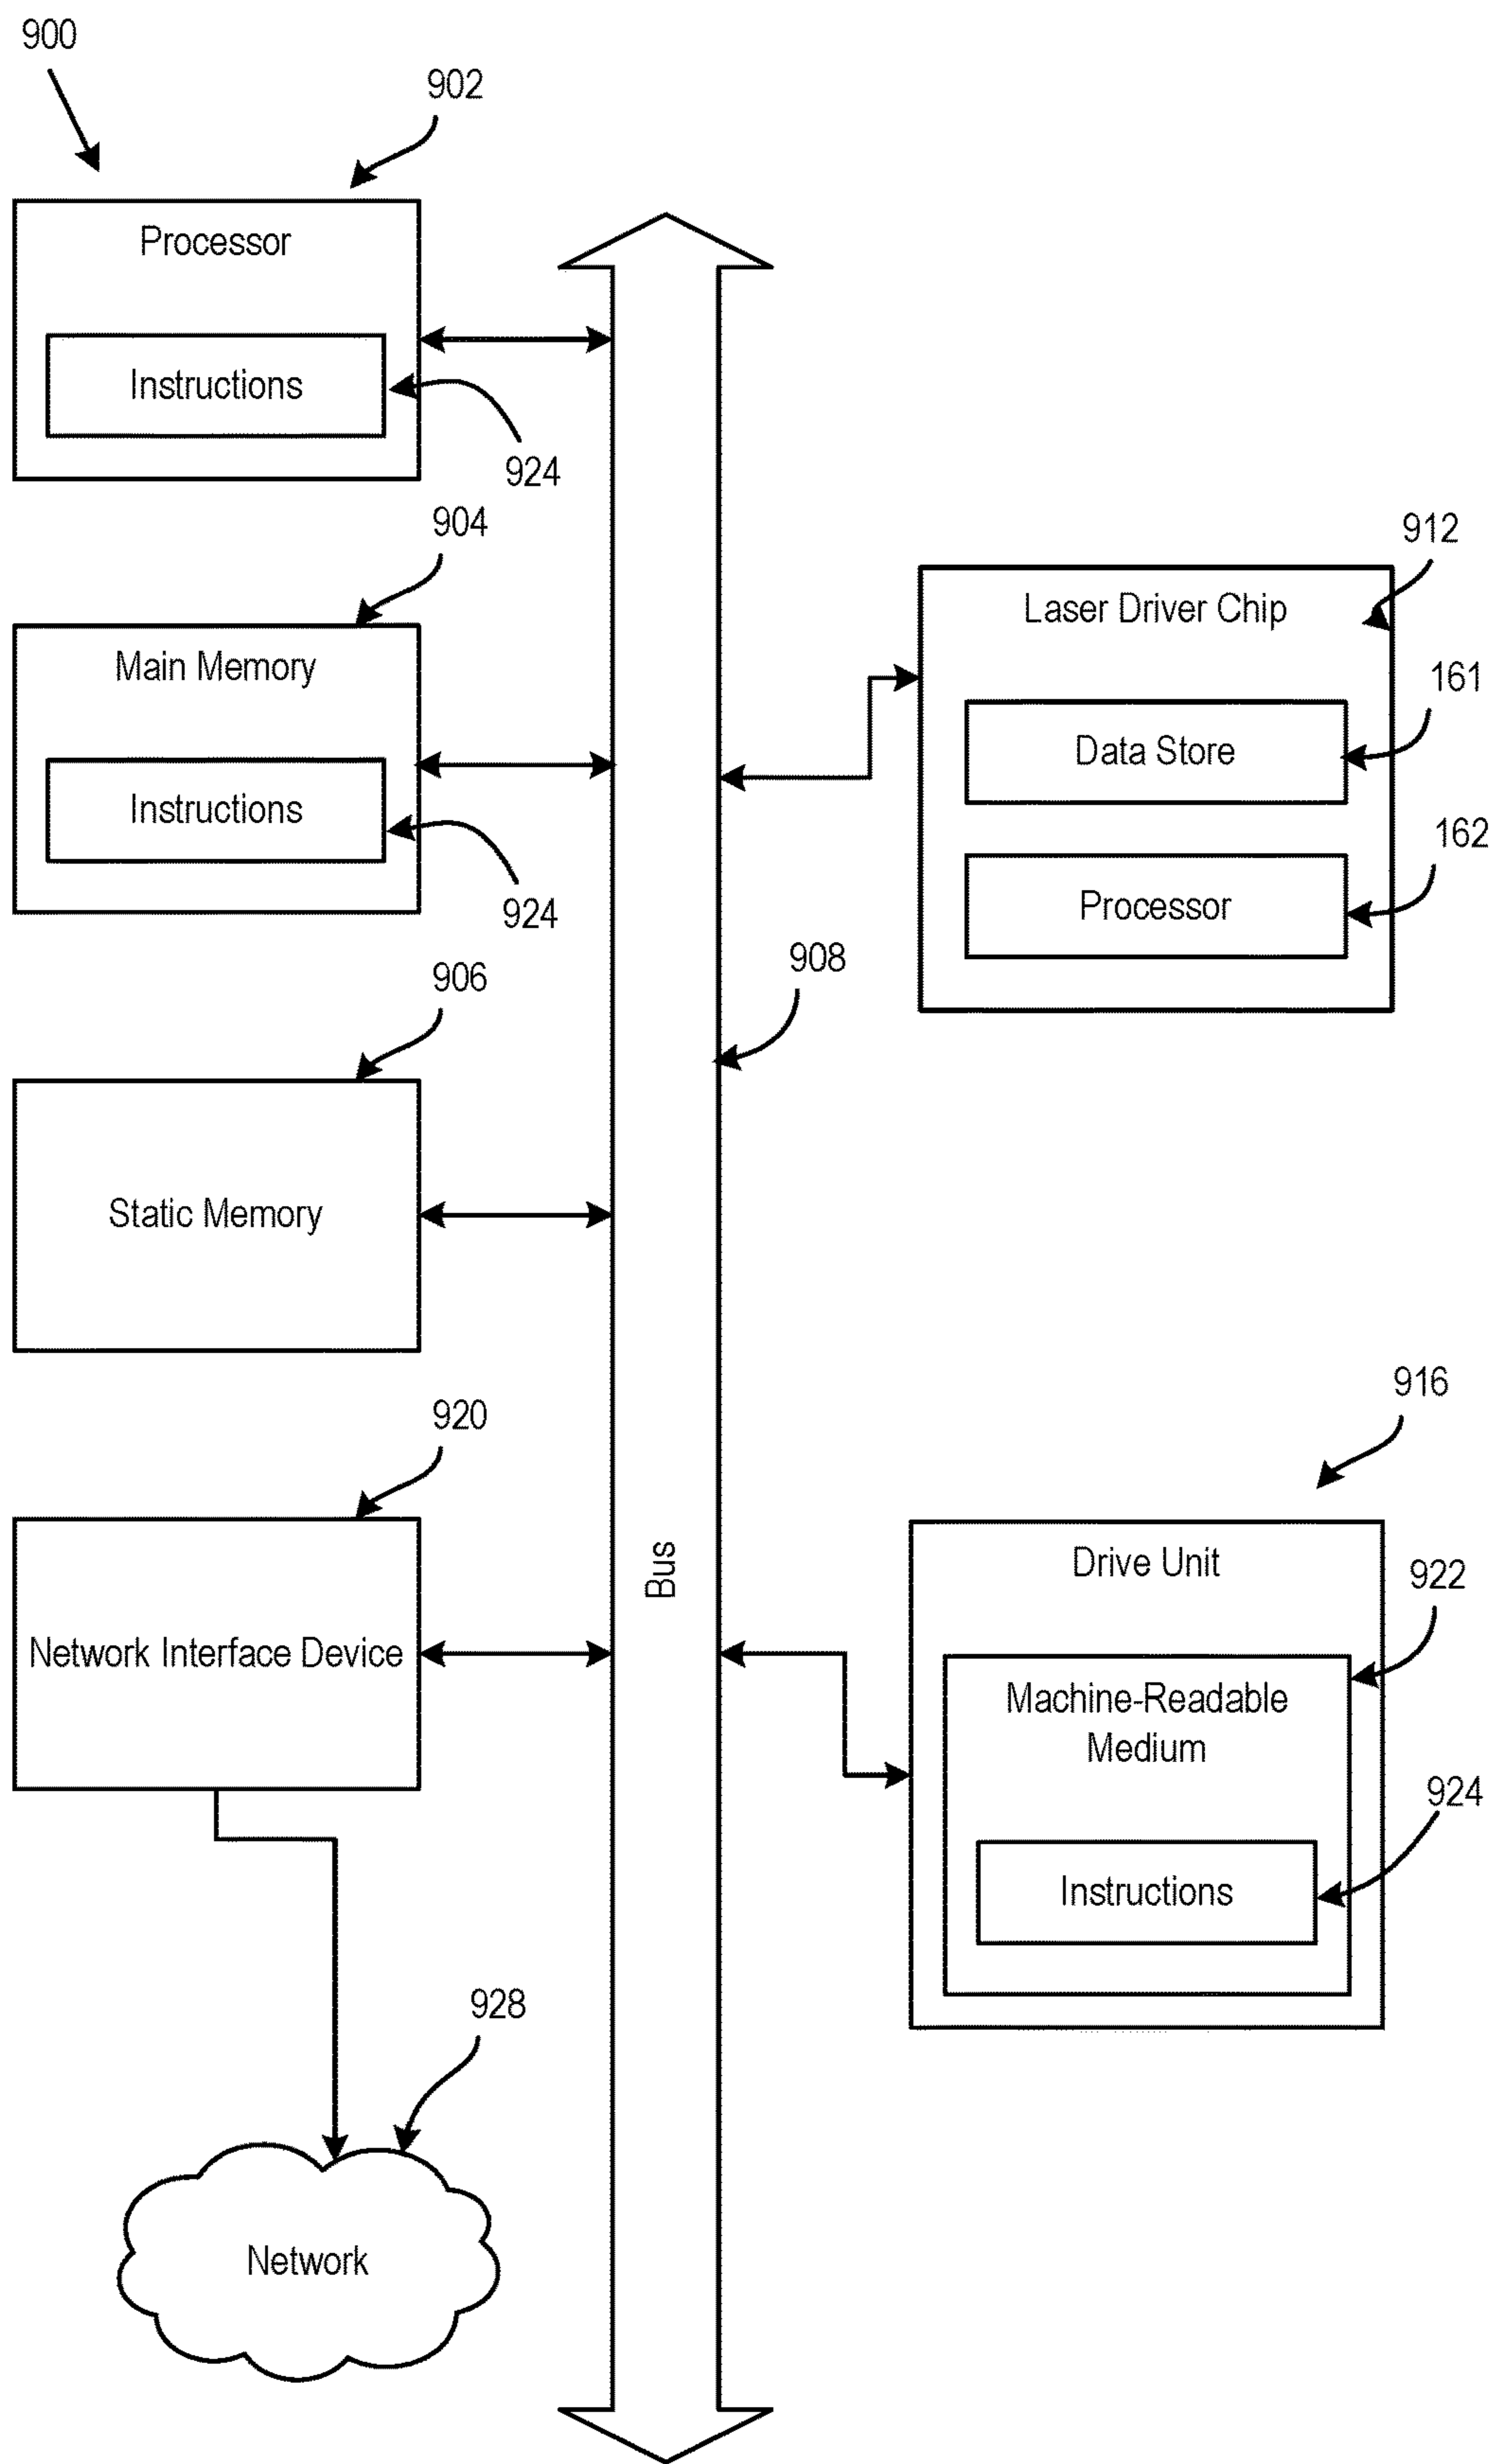 900
902
Processor
Instructions
924
904
Main Memory
Instructions
924
906
Static Memory
920
Network Interface Device
928
Network
Bus
908
912
Laser Driver Chip
161
Data Store
162
Processor
916
Drive Unit
922
Machine-Readable
Medium
924
Instructions